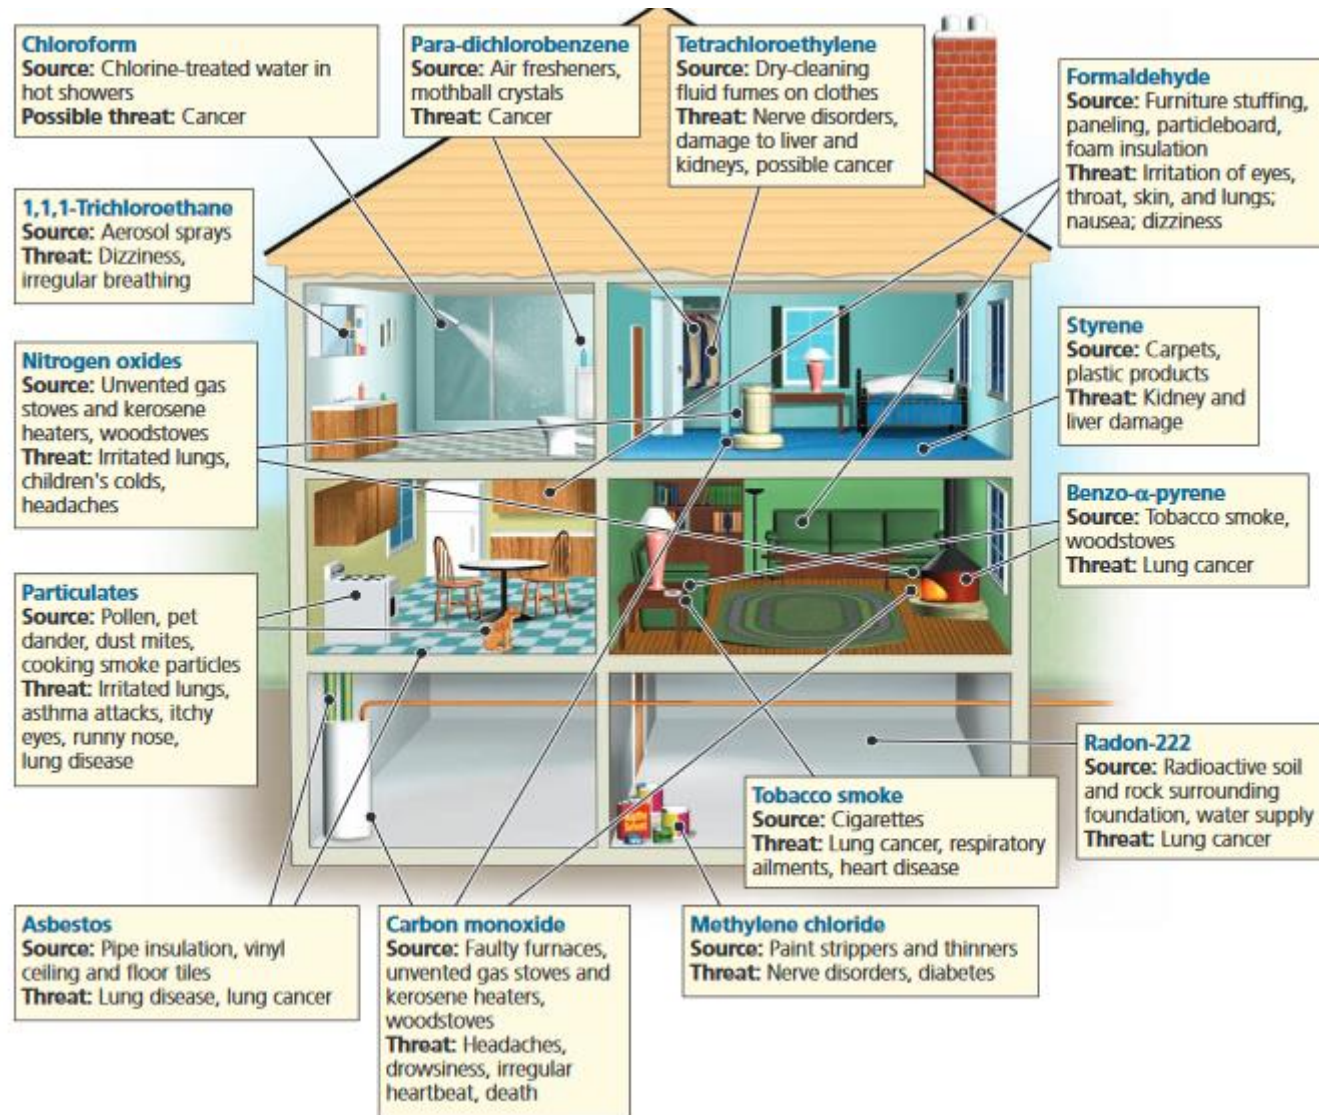 Chloroform
Source: Chlorine-treated water in
hot showers
Possible threat: Cancer
Para-dichlorobenzene
Source: Air fresheners,
mothball crystals
Threat: Cancer
Tetrachloroethylene
Source: Dry-cleaning
fluid fumes on clothes
Threat: Nerve disorders,
damage to liver and
kidneys, possible cancer
Formaldehyde
Source: Furniture stuffing,
paneling, particleboard,
foam insulation
Threat: Irritation of eyes,
throat, skin, and lungs;
nausea; dizziness
1,1,1-Trichloroethane
Source: Aerosol sprays
Threat: Dizziness,
irregular breathing
Styrene
Source: Carpets,
plastic products
Threat: Kidney and
liver damage
Nitrogen oxides
Source: Unvented gas
stoves and kerosene
heaters, woodstoves
Threat: Irritated lungs,
children's colds,
headaches
Benzo-α-pyrene
Source: Tobacco smoke,
woodstoves
Threat: Lung cancer
Particulates
Source: Pollen, pet
dander, dust mites,
cooking smoke particles
Threat: Irritated lungs,
asthma attacks, itchy
eyes, runny nose,
lung disease
Radon-222
Source: Radioactive soil
and rock surrounding
foundation, water supply
Threat: Lung cancer
Tobacco smoke
Source: Cigarettes
Threat: Lung cancer, respiratory
ailments, heart disease
Asbestos
Source: Pipe insulation, vinyl
ceiling and floor tiles
Threat: Lung disease, lung cancer
Carbon monoxide
Source: Faulty furnaces,
unvented gas stoves and
kerosene heaters,
woodstoves
Threat: Headaches,
drowsiness, irregular
heartbeat, death
Methylene chloride
Source: Paint strippers and thinners
Threat: Nerve disorders, diabetes